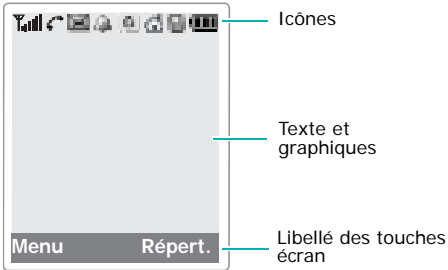 Icônes
Texte et
graphiques
Menu Répert.
Libellé des touches
écran